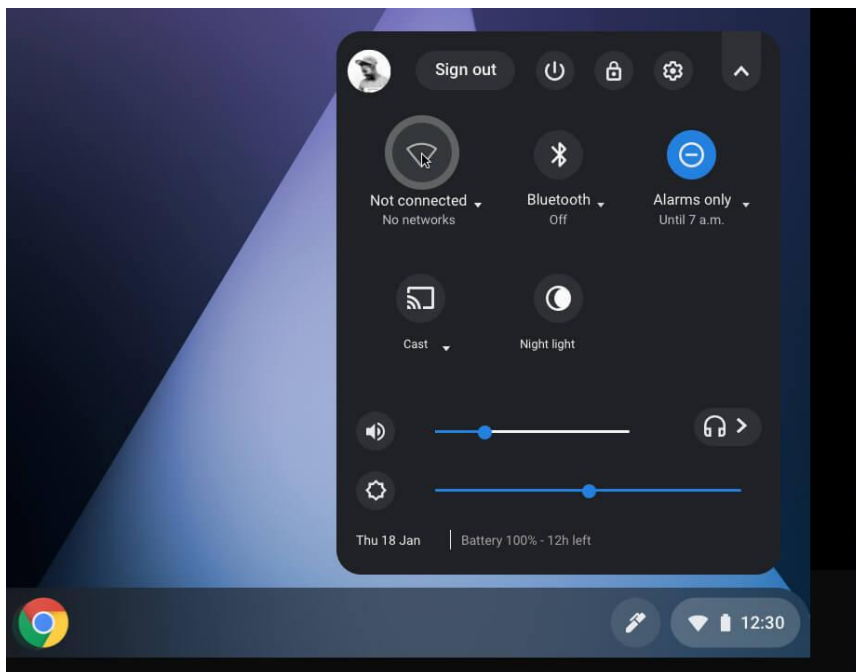 Sign out
Not connected
No networks
Bluetooth
Off
Alarms only
Until 7 a.m.
Cast
Night light
Thu 18 Jan
Battery 100% - 12h left
12:30